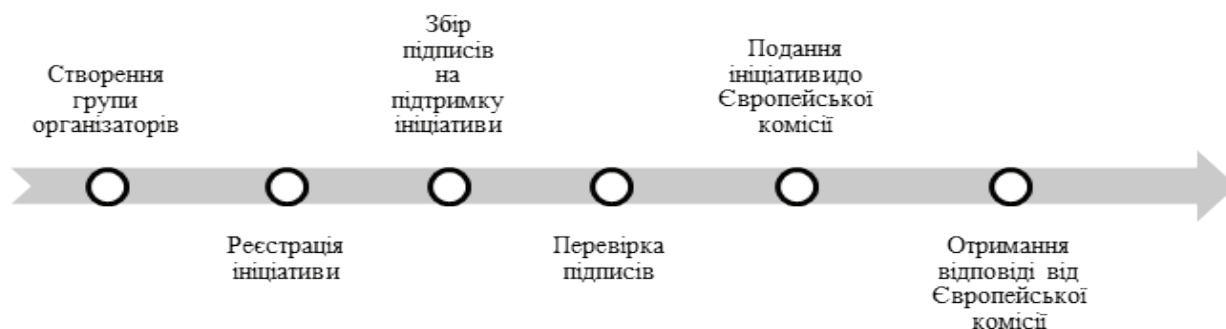 Створення
групи
організаторів
Реєстрація
ініціативи
Збір
підписів
на
підтримку
ініціативи
Перевірка
підписів
Подання
ініціативидо
Європейської
комісії
Отримання
відповіді від
Європейської
комісії